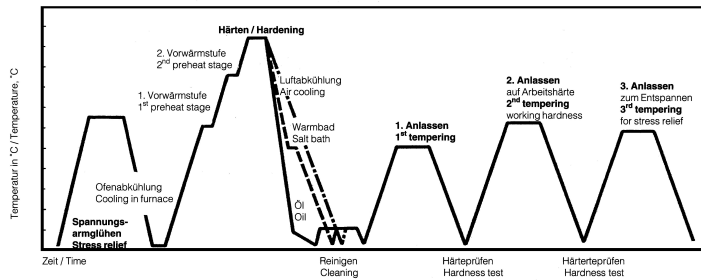 Temperatur in °C / Temperature, °C
Härten / Hardening
2. Vorwärmstufe
2nd preheat stage
1. Vorwärmstufe
1st preheat stage
Luftabkühlung
Air cooling
Warmbad
Salt bath
Öl
Oil
Ofenabkühlung
Cooling in furnace
Spannungs-
armglühen
Stress relief
1. Anlassen
1st tempering
2. Anlassen
auf Arbeitshärte
2nd tempering
working hardness
3. Anlassen
zum Entspannen
3rd tempering
for stress relief
Zeit / Time
Reinigen
Cleaning
Härteprüfen
Hardness test
Härterteprüfen
Hardness test